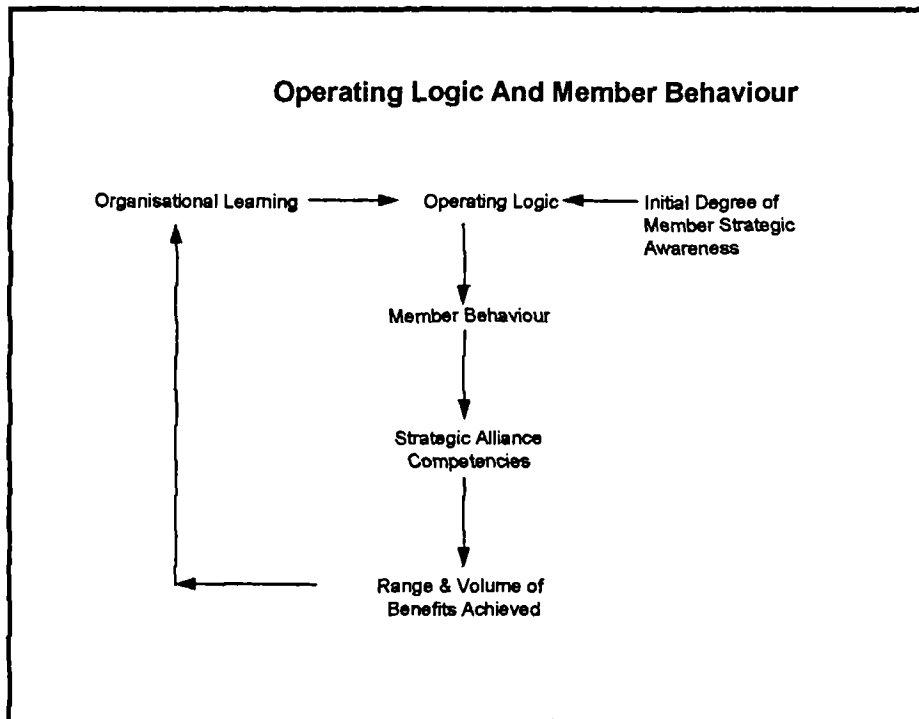 Operating Logic And Member Behaviour
Organisational Learning
Operating Logic
Initial Degree of
Member Strategic
Awareness
Member Behaviour
Strategic Alliance
Competencies
Range & Volume of
Benefits Achieved